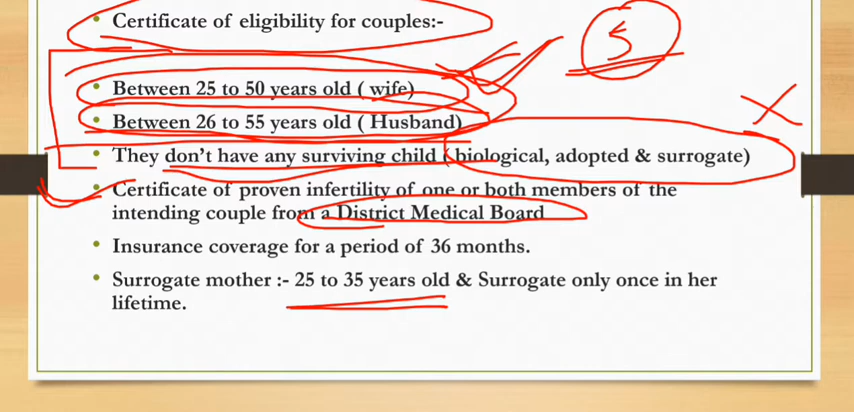 • Certificate of eligibility for couples:-
• Between 25 to 50 years old ( wife)
• Between 26 to 55 years old ( Husband)
• They don't have any surviving child (biological, adopted & surrogate)
• Certificate of proven infertility of one or both members of the
intending couple from a District Medical Board
• Insurance coverage for a period of 36 months.
• Surrogate mother :- 25 to 35 years old & Surrogate only once in her
lifetime.
5